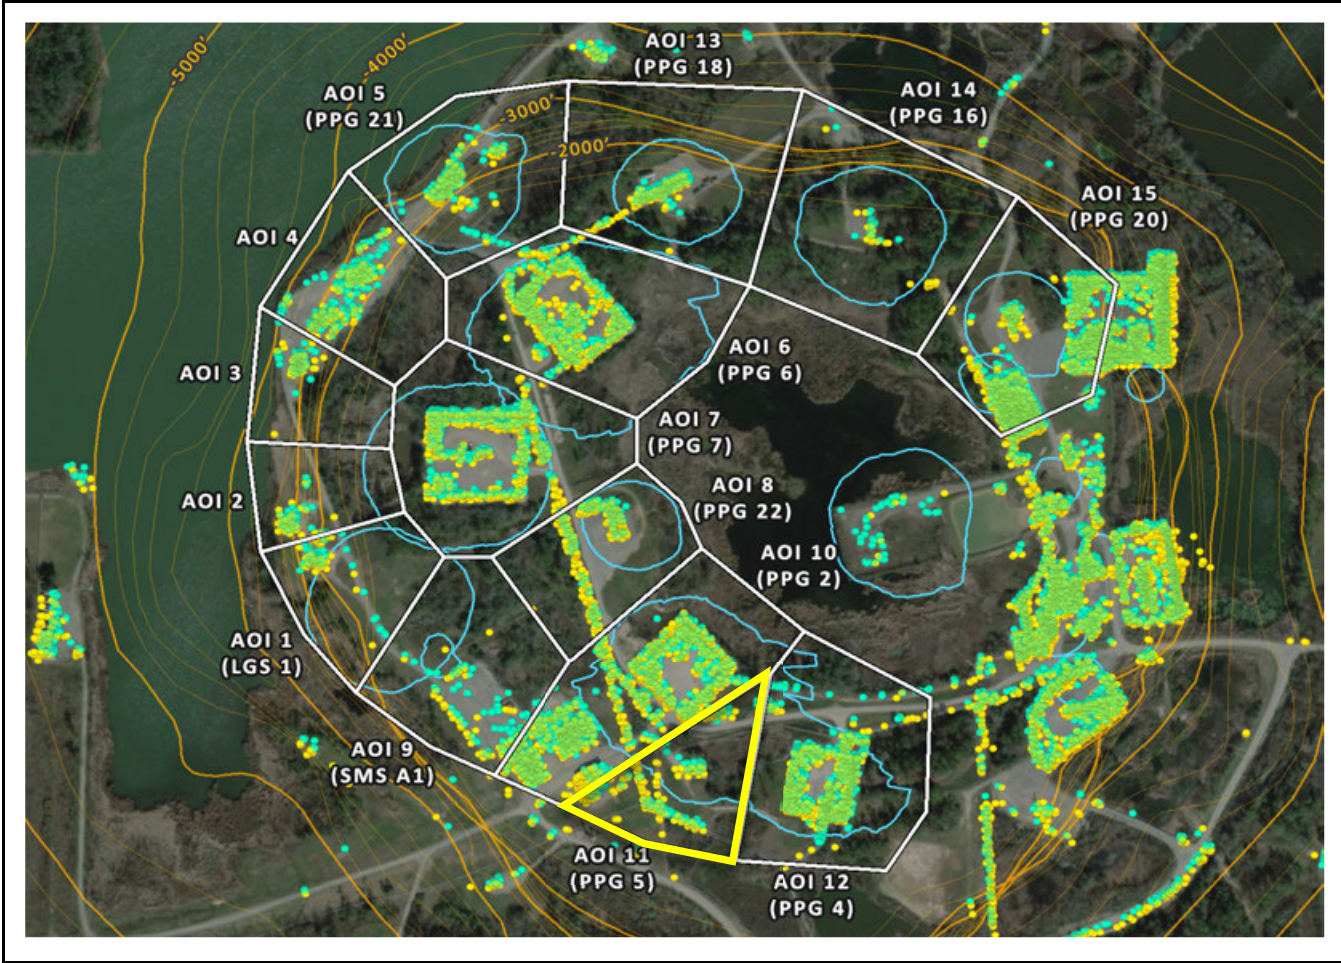 AOI 13
(PPG 18)
-5000'
-4000'
AOI 5
(PPG 21)
AOI 14
(PPG 16)
-3000'
-2000'
AOI 15
(PPG 20)
AOI 4
AOI 6
(PPG 6)
AOI 3
AOI 7
(PPG 7)
AOI 8
(PPG 22)
AOI 2
AOI 10
(PPG 2)
AOI 1
(LGS 1)
AOI 9
(SMS A1)
AOI 11
(PPG 5)
AOI 12
(PPG 4)